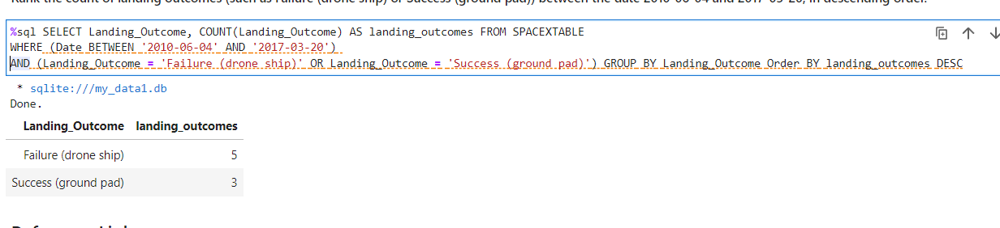 Rank the count of landing outcomes (such as Failure (drone ship) or Success (ground pad)) between the date 2010-06-04 and 2017-03-20, in descending order.
%sql SELECT Landing_Outcome, COUNT(Landing_Outcome) AS landing_outcomes FROM SPACEXTABLE
WHERE (Date BETWEEN '2010-06-04' AND '2017-03-20')
AND (Landing_Outcome = 'Failure (drone ship)' OR Landing_Outcome = 'Success (ground pad)') GROUP BY Landing_Outcome Order BY landing_outcomes DESC
* sqlite:///my_data1.db
Done.
Landing_Outcome landing_outcomes
Failure (drone ship) 5
Success (ground pad) 3